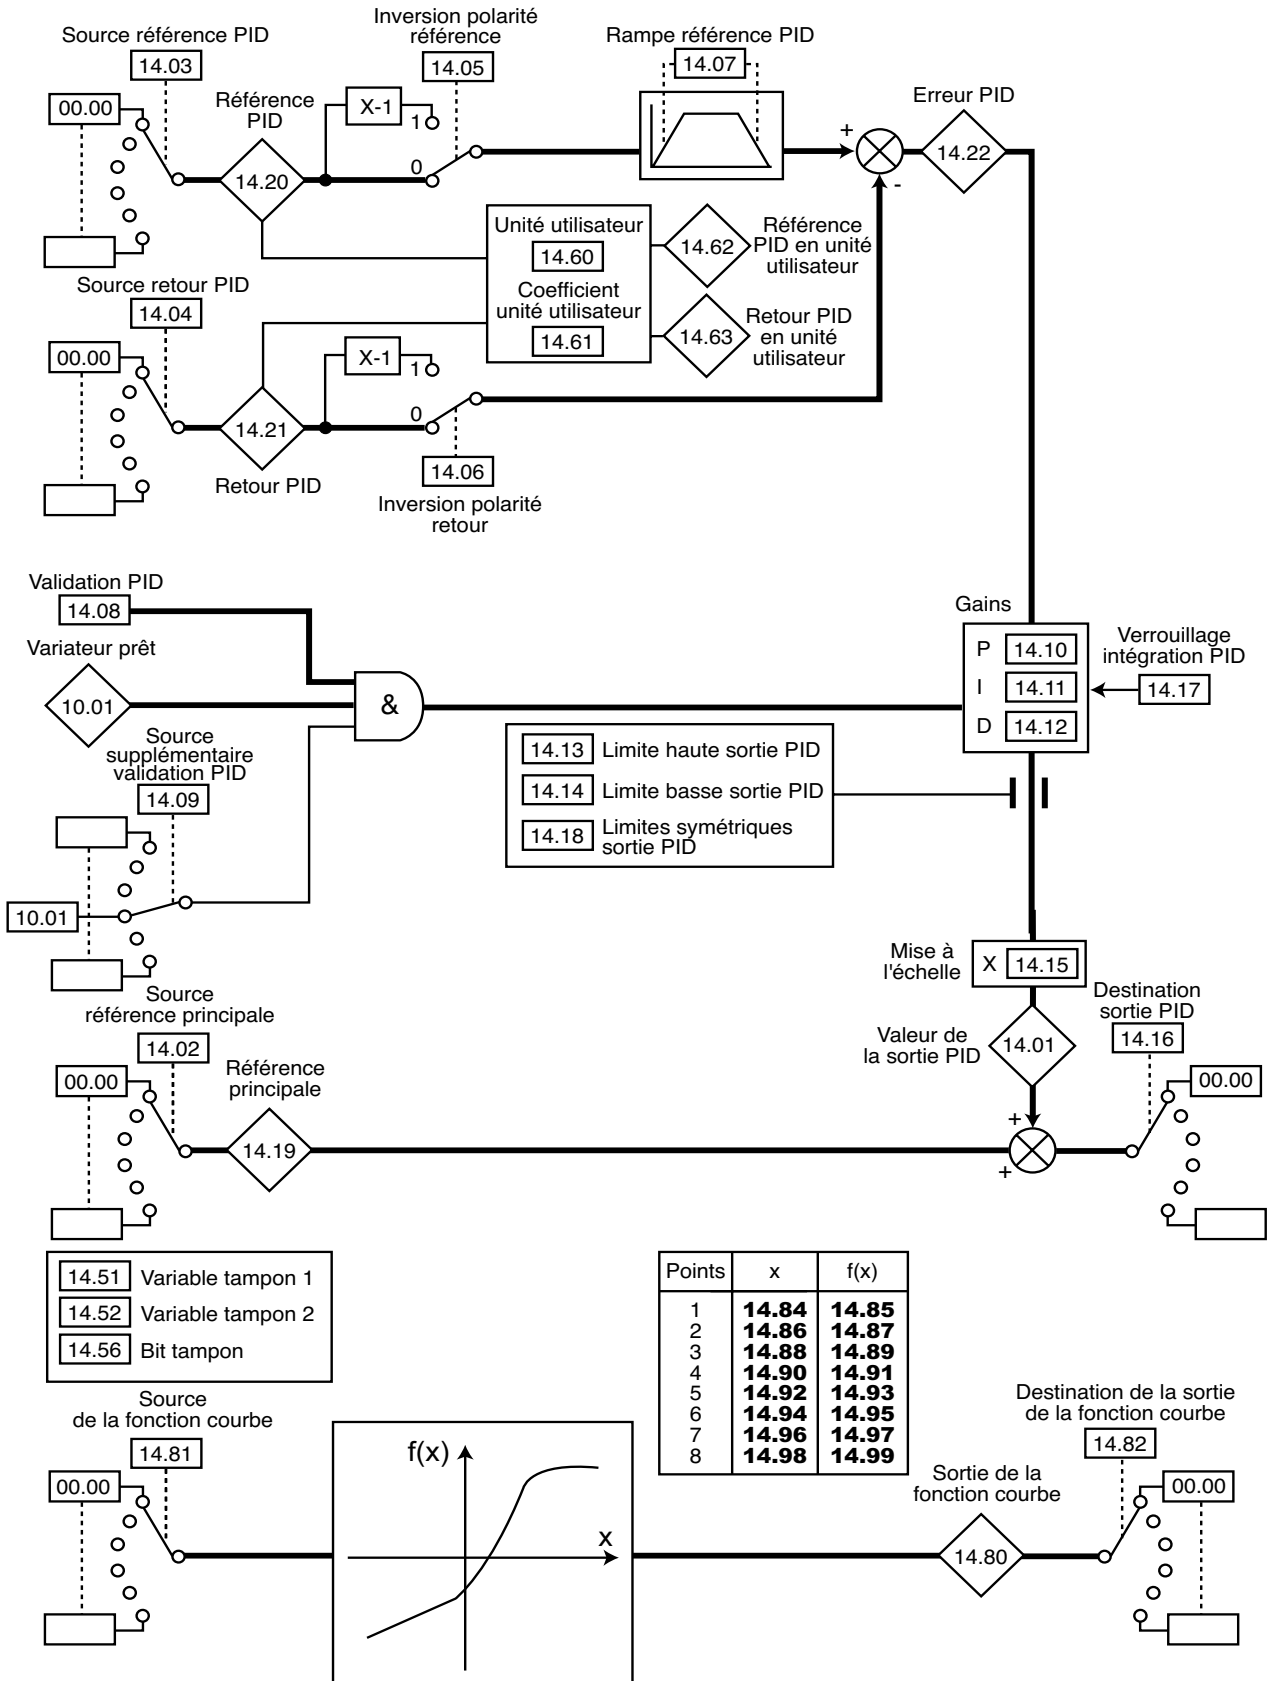 Source référence PID
14.03
Inversion polarité
référence
14.05
Rampe référence PID
14.07
00.00
Référence
PID
X-1
1
0
14.20
+
-
Erreur PID
14.22
Unité utilisateur
14.60
Coefficient
unité utilisateur
14.61
14.62
Référence
PID en unité
utilisateur
14.63
Retour PID
en unité
utilisateur
Source retour PID
14.04
00.00
X-1
1
0
14.21
Retour PID
14.06
Inversion polarité
retour
Validation PID
14.08
Variateur prêt
10.01
&
Gains
P 14.10
I 14.11
D 14.12
Verrouillage
intégration PID
14.17
Source
supplémentaire
validation PID
14.09
10.01
14.13 Limite haute sortie PID
14.14 Limite basse sortie PID
14.18 Limites symétriques
sortie PID
Mise à
l'échelle
X 14.15
Source
référence principale
14.02
00.00
Référence
principale
14.19
Valeur de
la sortie PID
14.01
+
+
Destination
sortie PID
14.16
00.00
14.51 Variable tampon 1
14.52 Variable tampon 2
14.56 Bit tampon
Points x f(x)
1 14.84 14.85
2 14.86 14.87
3 14.88 14.89
4 14.90 14.91
5 14.92 14.93
6 14.94 14.95
7 14.96 14.97
8 14.98 14.99
Source
de la fonction courbe
14.81
00.00
f(x)
x
Sortie de la
fonction courbe
14.80
Destination de la sortie
de la fonction courbe
14.82
00.00